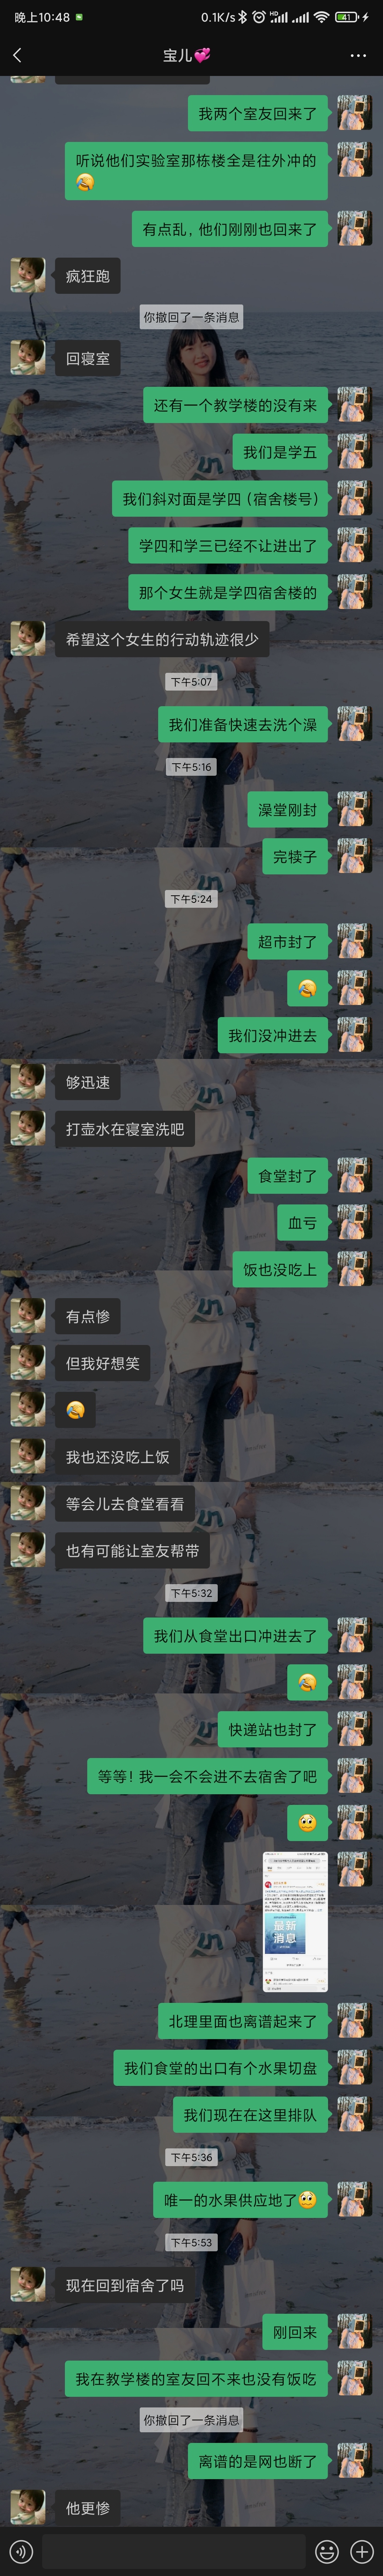 晚上10:48
0.1K/s
HD
41
宝儿💞
我两个室友回来了
听说他们实验室那栋楼全是往外冲的
😂
有点乱，他们刚刚也回来了
疯狂跑
你撤回了一条消息
回寝室
还有一个教学楼的没有来
我们是学五
我们斜对面是学四（宿舍楼号）
学四和学三已经不让进出了
那个女生就是学四宿舍楼的
希望这个女生的行动轨迹很少
下午5:07
我们准备快速去洗个澡
下午5:16
澡堂刚封
完犊子
下午5:24
超市封了
我们没冲进去
够迅速
打壶水在寝室洗吧
食堂封了
血亏
饭也没吃上
有点惨
但我好想笑
我也还没吃上饭
等会儿去食堂看看
也有可能让室友帮带
下午5:32
我们从食堂出口冲进去了
快递站也封了
等等！我一会不会进不去宿舍了吧
最新
消息
北理里面也离谱起来了
我们食堂的出口有个水果切盘
我们现在在这里排队
下午5:36
唯一的水果供应地了
下午5:53
现在回到宿舍了吗
刚回来
我在教学楼的室友回不来也没有饭吃
你撤回了一条消息
离谱的是网也断了
他更惨